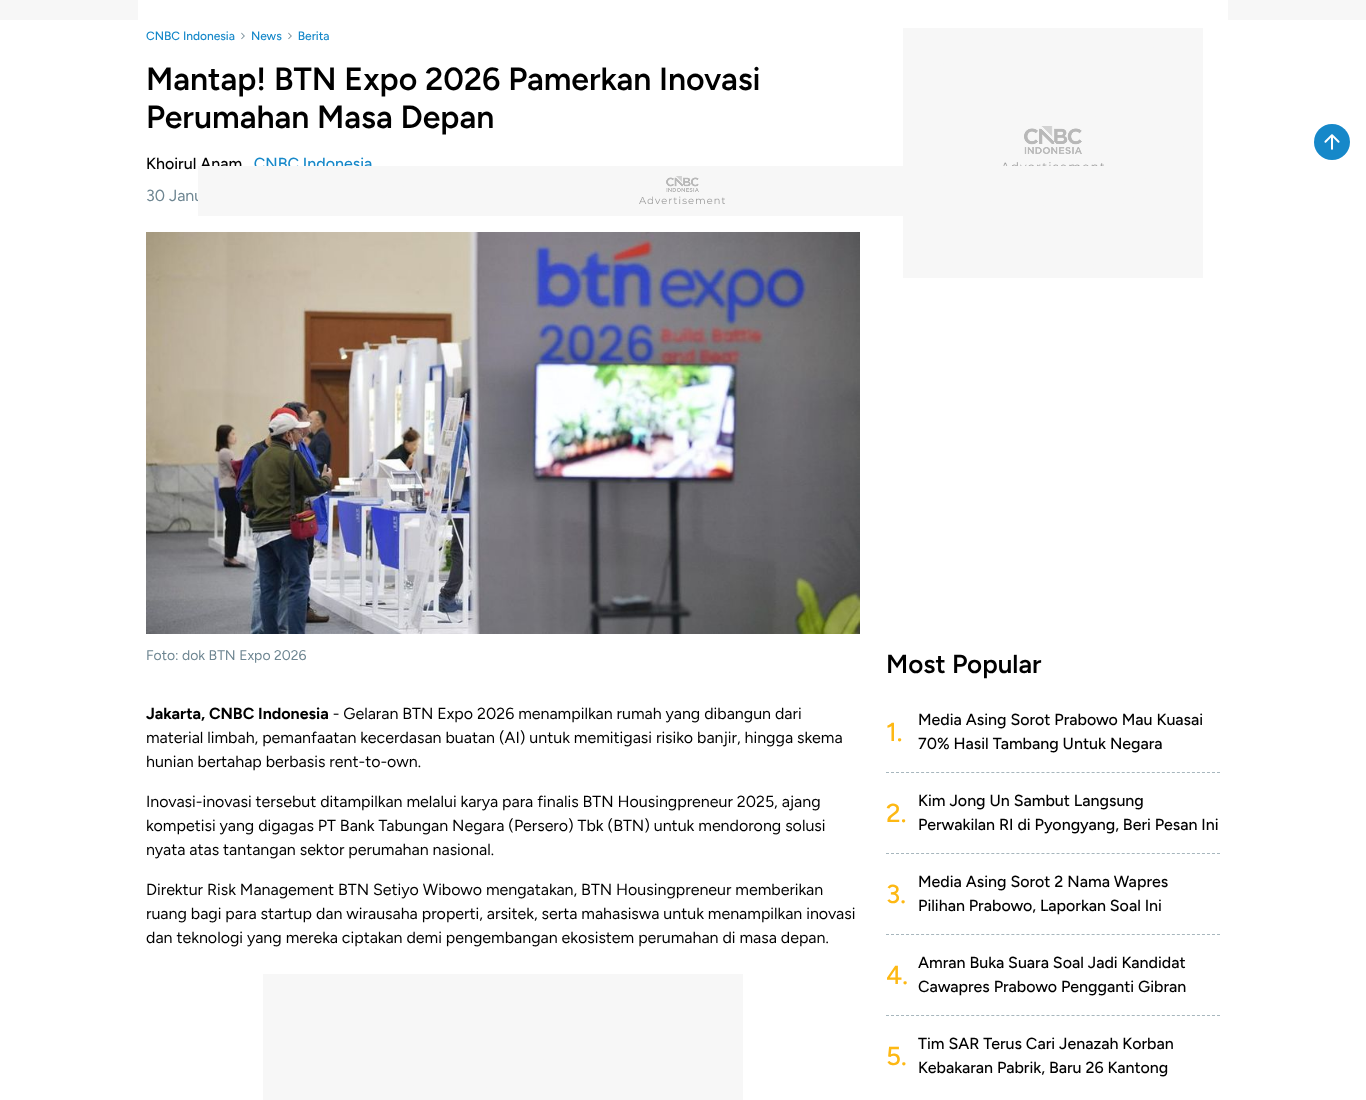 CNBC Indonesia > News > Berita
Mantap! BTN Expo 2026 Pamerkan Inovasi
Perumahan Masa Depan
Khoirul Anam, CNBC Indonesia
30
CNBC
INDONESIA
Advertisement
CNBC
INDONESIA
Advertisement
btn expo
2026 Build, Battle
and Beat
Foto: dok BTN Expo 2026
Jakarta, CNBC Indonesia - Gelaran BTN Expo 2026 menampilkan rumah yang dibangun dari
material limbah, pemanfaatan kecerdasan buatan (AI) untuk memitigasi risiko banjir, hingga skema
hunian bertahap berbasis rent-to-own.
Inovasi-inovasi tersebut ditampilkan melalui karya para finalis BTN Housingpreneur 2025, ajang
kompetisi yang digagas PT Bank Tabungan Negara (Persero) Tbk (BTN) untuk mendorong solusi
nyata atas tantangan sektor perumahan nasional.
Direktur Risk Management BTN Setiyo Wibowo mengatakan, BTN Housingpreneur memberikan
ruang bagi para startup dan wirausaha properti, arsitek, serta mahasiswa untuk menampilkan inovasi
dan teknologi yang mereka ciptakan demi pengembangan ekosistem perumahan di masa depan.
Most Popular
1. Media Asing Sorot Prabowo Mau Kuasai
70% Hasil Tambang Untuk Negara
2. Kim Jong Un Sambut Langsung
Perwakilan RI di Pyongyang, Beri Pesan Ini
3. Media Asing Sorot 2 Nama Wapres
Pilihan Prabowo, Laporkan Soal Ini
4. Amran Buka Suara Soal Jadi Kandidat
Cawapres Prabowo Pengganti Gibran
5. Tim SAR Terus Cari Jenazah Korban
Kebakaran Pabrik, Baru 26 Kantong